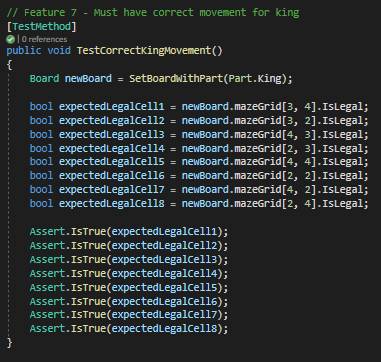 // Feature 7 - Must have correct movement for king
[TestMethod]
| 0 references
public void TestCorrectKingMovement()
{
Board newBoard = SetBoardWithPart(Part.King);
bool expectedLegalCell1 = newBoard.mazeGrid[3, 4].IsLegal;
bool expectedLegalCell2 = newBoard.mazeGrid[3, 2].IsLegal;
bool expectedLegalCell3 = newBoard.mazeGrid[4, 3].IsLegal;
bool expectedLegalCell4 = newBoard.mazeGrid[2, 3].IsLegal;
bool expectedLegalCell5 = newBoard.mazeGrid[4, 4].IsLegal;
bool expectedLegalCell6 = newBoard.mazeGrid[2, 2].IsLegal;
bool expectedLegalCell7 = newBoard.mazeGrid[4, 2].IsLegal;
bool expectedLegalCell8 = newBoard.mazeGrid[2, 4].IsLegal;
Assert.IsTrue(expectedLegalCell1);
Assert.IsTrue(expectedLegalCell2);
Assert.IsTrue(expectedLegalCell3);
Assert.IsTrue(expectedLegalCell4);
Assert.IsTrue(expectedLegalCell5);
Assert.IsTrue(expectedLegalCell6);
Assert.IsTrue(expectedLegalCell7);
Assert.IsTrue(expectedLegalCell8);
}